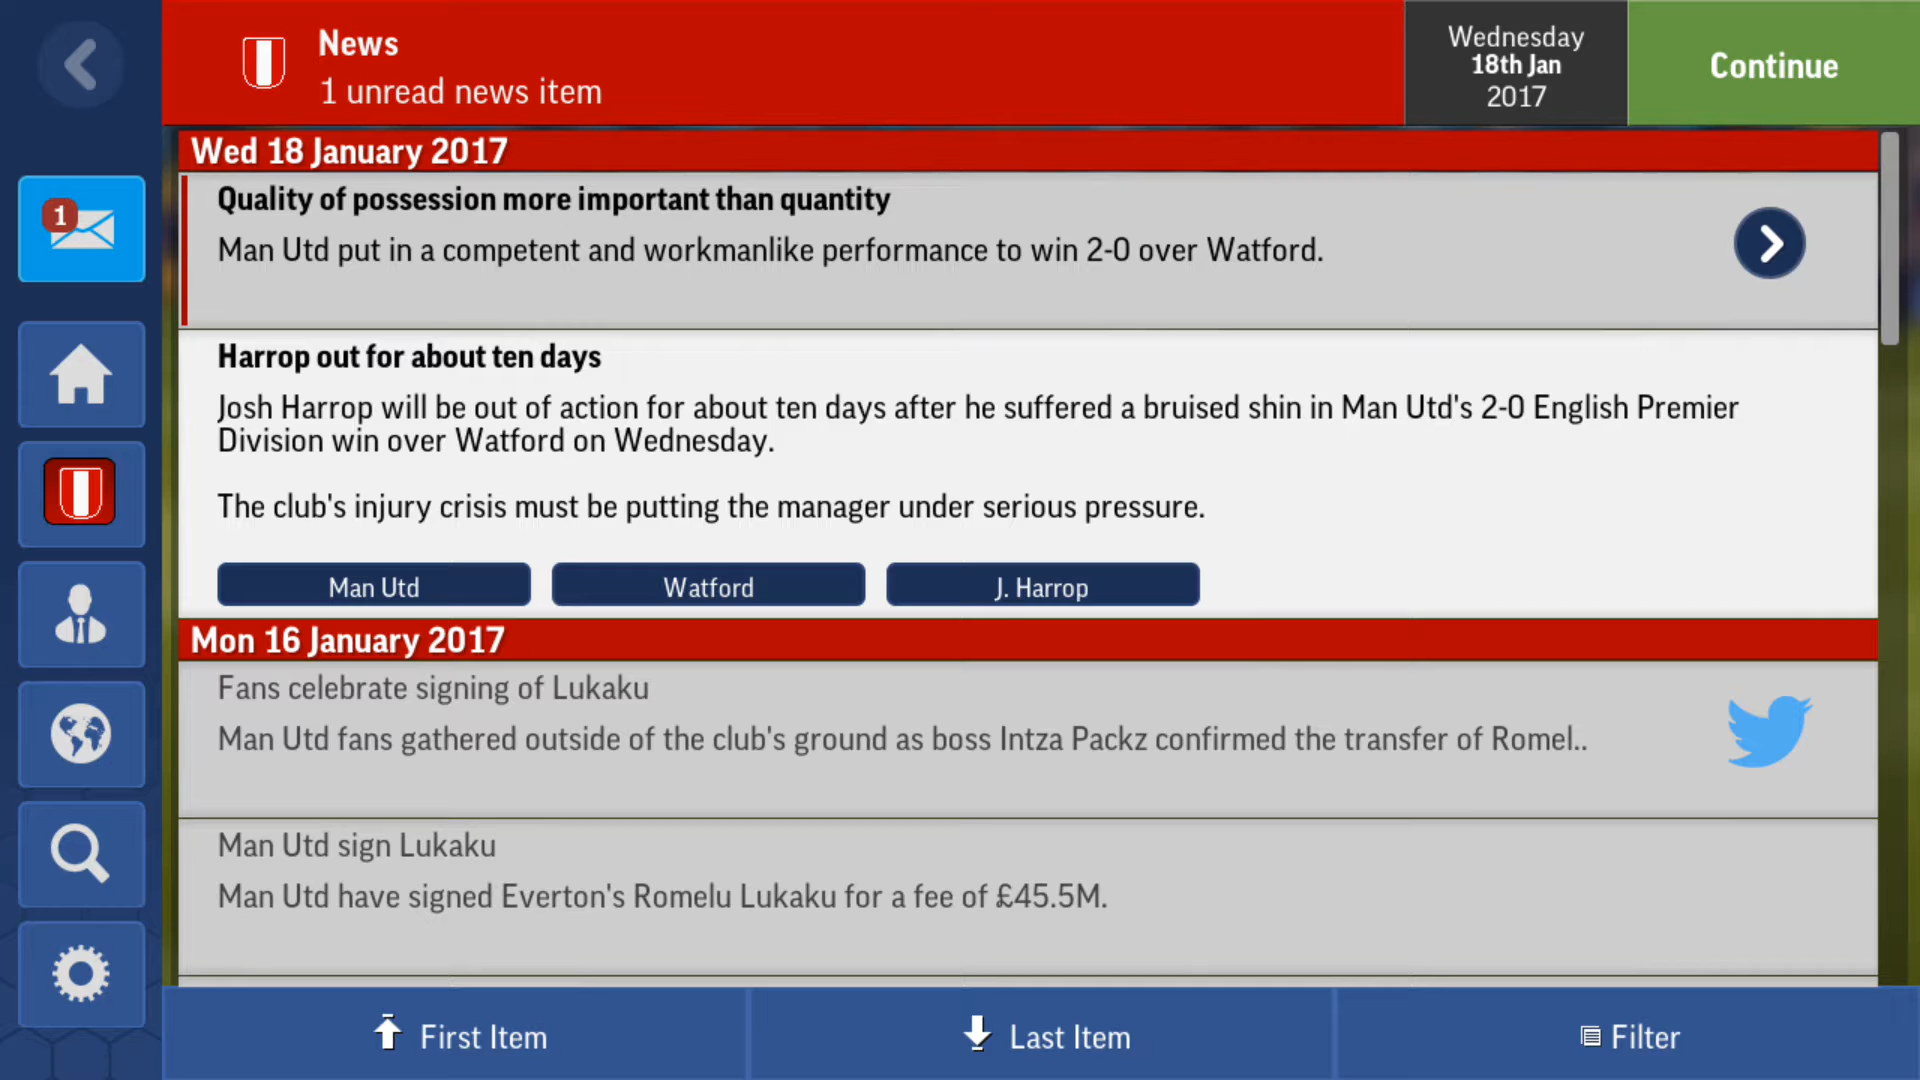 News
1 unread news item
Wednesday
18th Jan
2017
Continue
Wed 18 January 2017
Quality of possession more important than quantity
Man Utd put in a competent and workmanlike performance to win 2-0 over Watford.
1
Harrop out for about ten days
Josh Harrop will be out of action for about ten days after he suffered a bruised shin in Man Utd's 2-0 English Premier
Division win over Watford on Wednesday.
The club's injury crisis must be putting the manager under serious pressure.
Man Utd
Watford
J. Harrop
Mon 16 January 2017
Fans celebrate signing of Lukaku
Man Utd fans gathered outside of the club's ground as boss Intza Packz confirmed the transfer of Romel..
Man Utd sign Lukaku
Man Utd have signed Everton's Romelu Lukaku for a fee of £45.5M.
First Item
Last Item
Filter